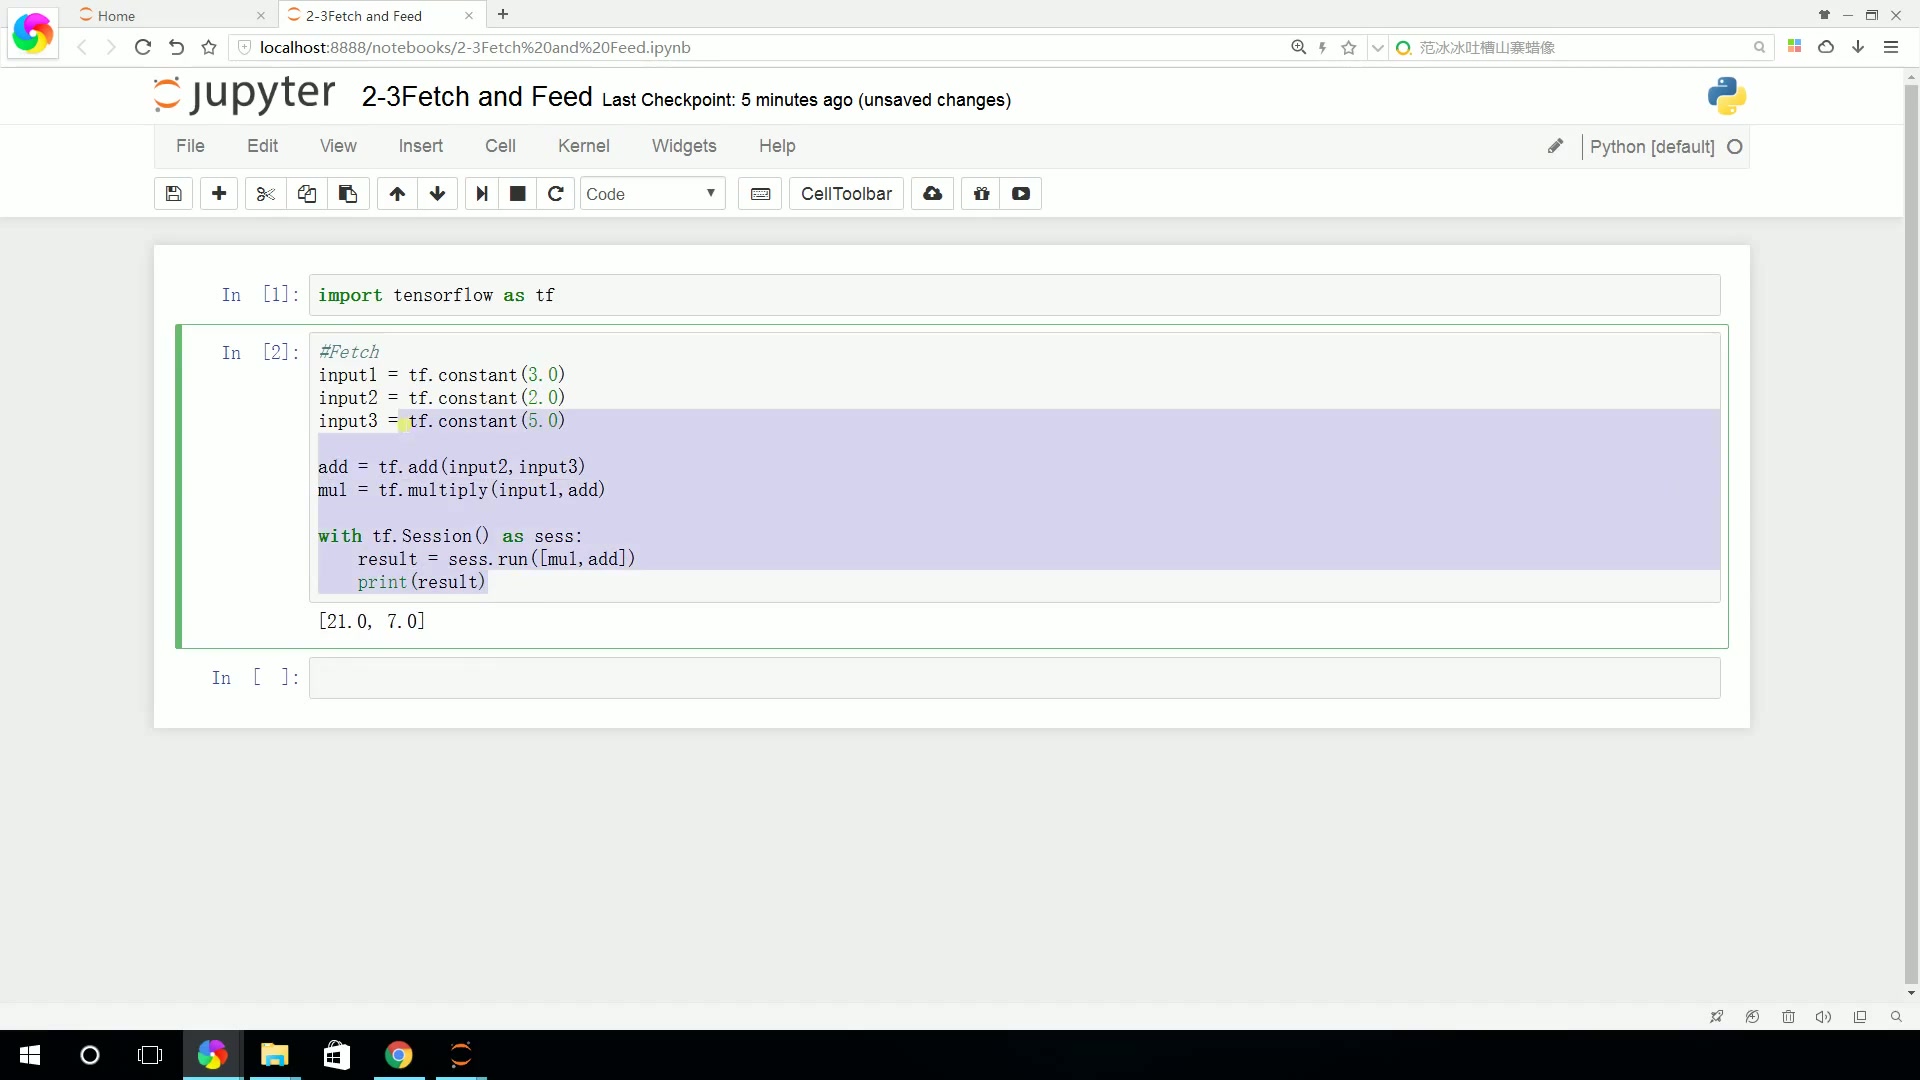 Home
2-3Fetch and Feed
localhost:8888/notebooks/2-3Fetch%20and%20Feed.ipynb
范冰冰吐槽山寨蜡像
jupyter 2-3Fetch and Feed Last Checkpoint: 5 minutes ago (unsaved changes)
File Edit View Insert Cell Kernel Widgets Help
Python [default]
Code
CellToolbar
In [1]: import tensorflow as tf
In [2]: #Fetch
input1 = tf.constant(3.0)
input2 = tf.constant(2.0)
input3 = tf.constant(5.0)
add = tf.add(input2,input3)
mul = tf.multiply(input1,add)
with tf.Session() as sess:
    result = sess.run([mul,add])
    print(result)
[21.0, 7.0]
In [ ]: